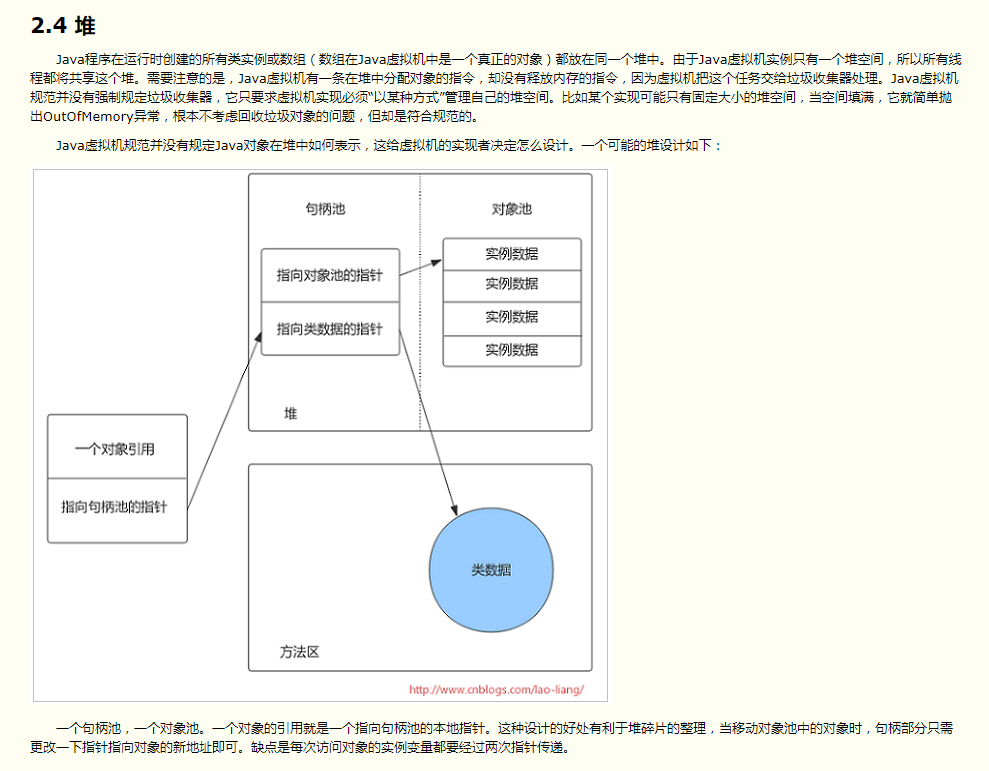 2.4 堆
Java程序在运行时创建的所有类实例或数组（数组在Java虚拟机中是一个真正的对象）都放在同一个堆中。由于Java虚拟机实例只有一个堆空间，所以所有线
程都将共享这个堆。需要注意的是，Java虚拟机有一条在堆中分配对象的指令，却没有释放内存的指令，因为虚拟机把这个任务交给垃圾收集器处理。Java虚拟机
规范并没有强制规定垃圾收集器，它只要求虚拟机实现必须“以某种方式”管理自己的堆空间。比如某个实现可能只有固定大小的堆空间，当空间填满，它就简单抛
出OutOfMemory异常，根本不考虑回收垃圾对象的问题，但却是符合规范的。
Java虚拟机规范并没有规定Java对象在堆中如何表示，这给虚拟机的实现者决定怎么设计。一个可能的堆设计如下：
句柄池
对象池
指向对象池的指针
指向类数据的指针
实例数据
实例数据
实例数据
实例数据
堆
一个对象引用
指向句柄池的指针
类数据
方法区
http://www.cnblogs.com/lao-liang/
一个句柄池，一个对象池。一个对象的引用就是一个指向句柄池的本地指针。这种设计的好处有利于堆碎片的整理，当移动对象池中的对象时，句柄部分只需
更改一下指针指向对象的新地址即可。缺点是每次访问对象的实例变量都要经过两次指针传递。